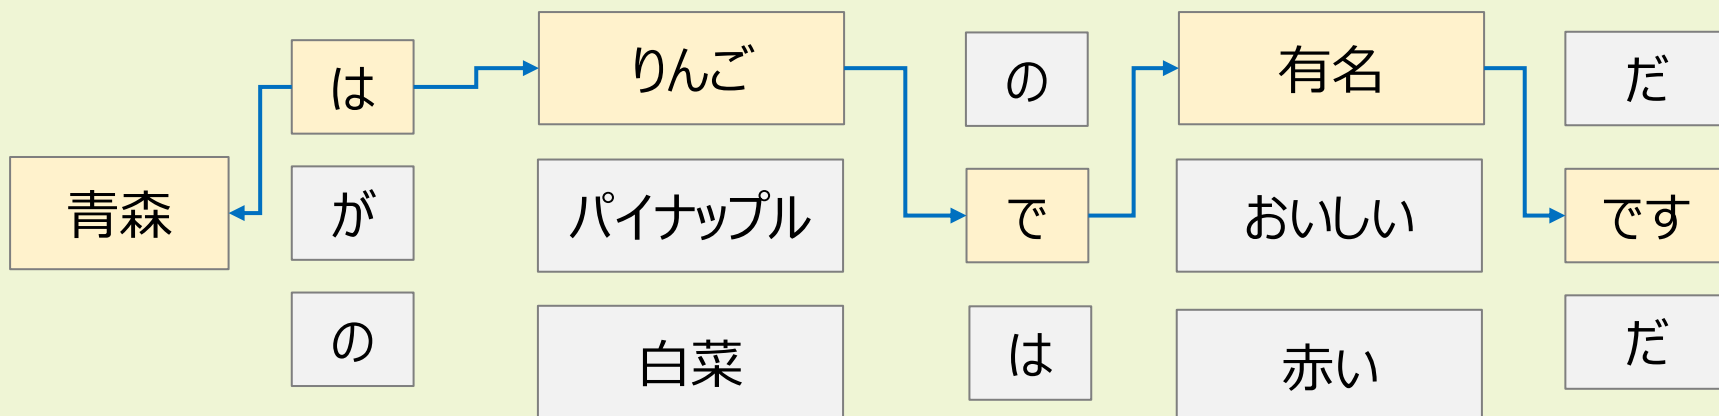 青森
は
が
の
りんご
パイナップル
白菜
の
で
は
有名
おいしい
赤い
だ
です
だ